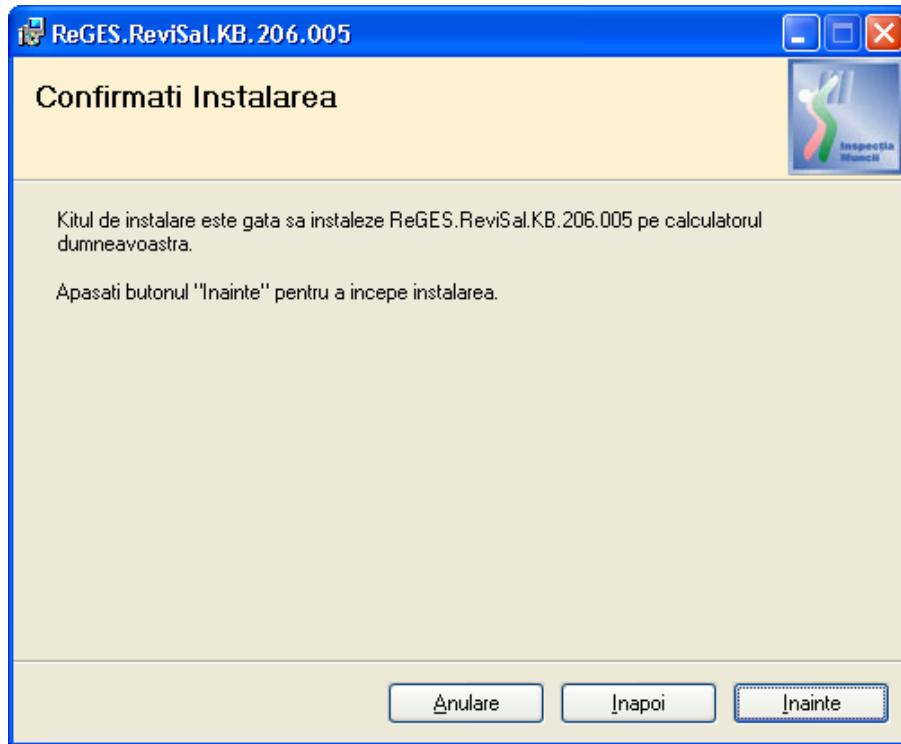 ReGES.ReviSal.KB.206.005
Confirmati Instalarea
Inspecția
Muncii
Kitul de instalare este gata sa instaleze ReGES.ReviSal.KB.206.005 pe calculatorul
dumneavoastra.
Apasati butonul "Inainte" pentru a incepe instalarea.
Anulare
Inapoi
Inainte